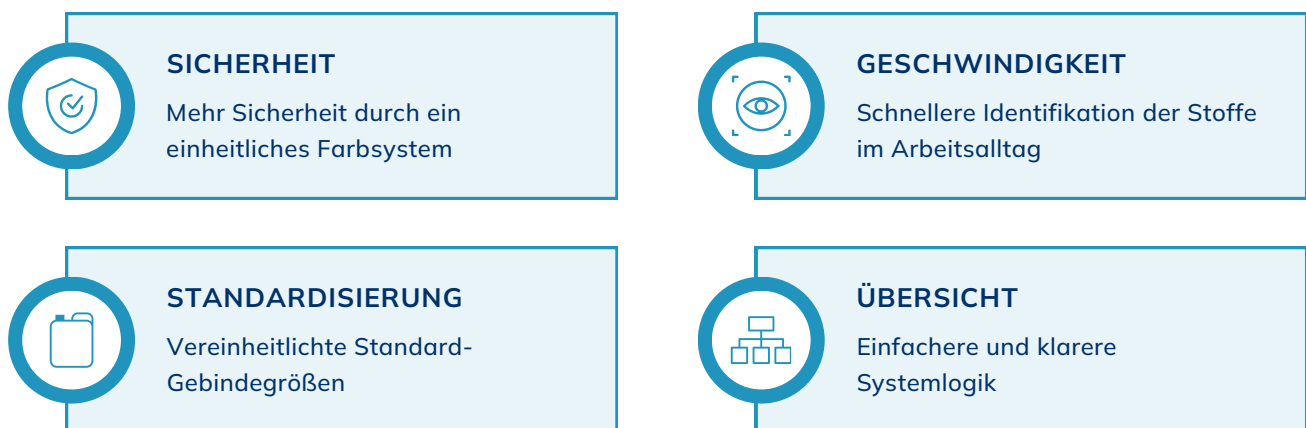 SICHERHEIT
Mehr Sicherheit durch ein
einheitliches Farbsystem
GESCHWINDIGKEIT
Schnellere Identifikation der Stoffe
im Arbeitsalltag
STANDARDISIERUNG
Vereinheitlichte Standard-
Gebindegrößen
ÜBERSICHT
Einfachere und klarere
Systemlogik